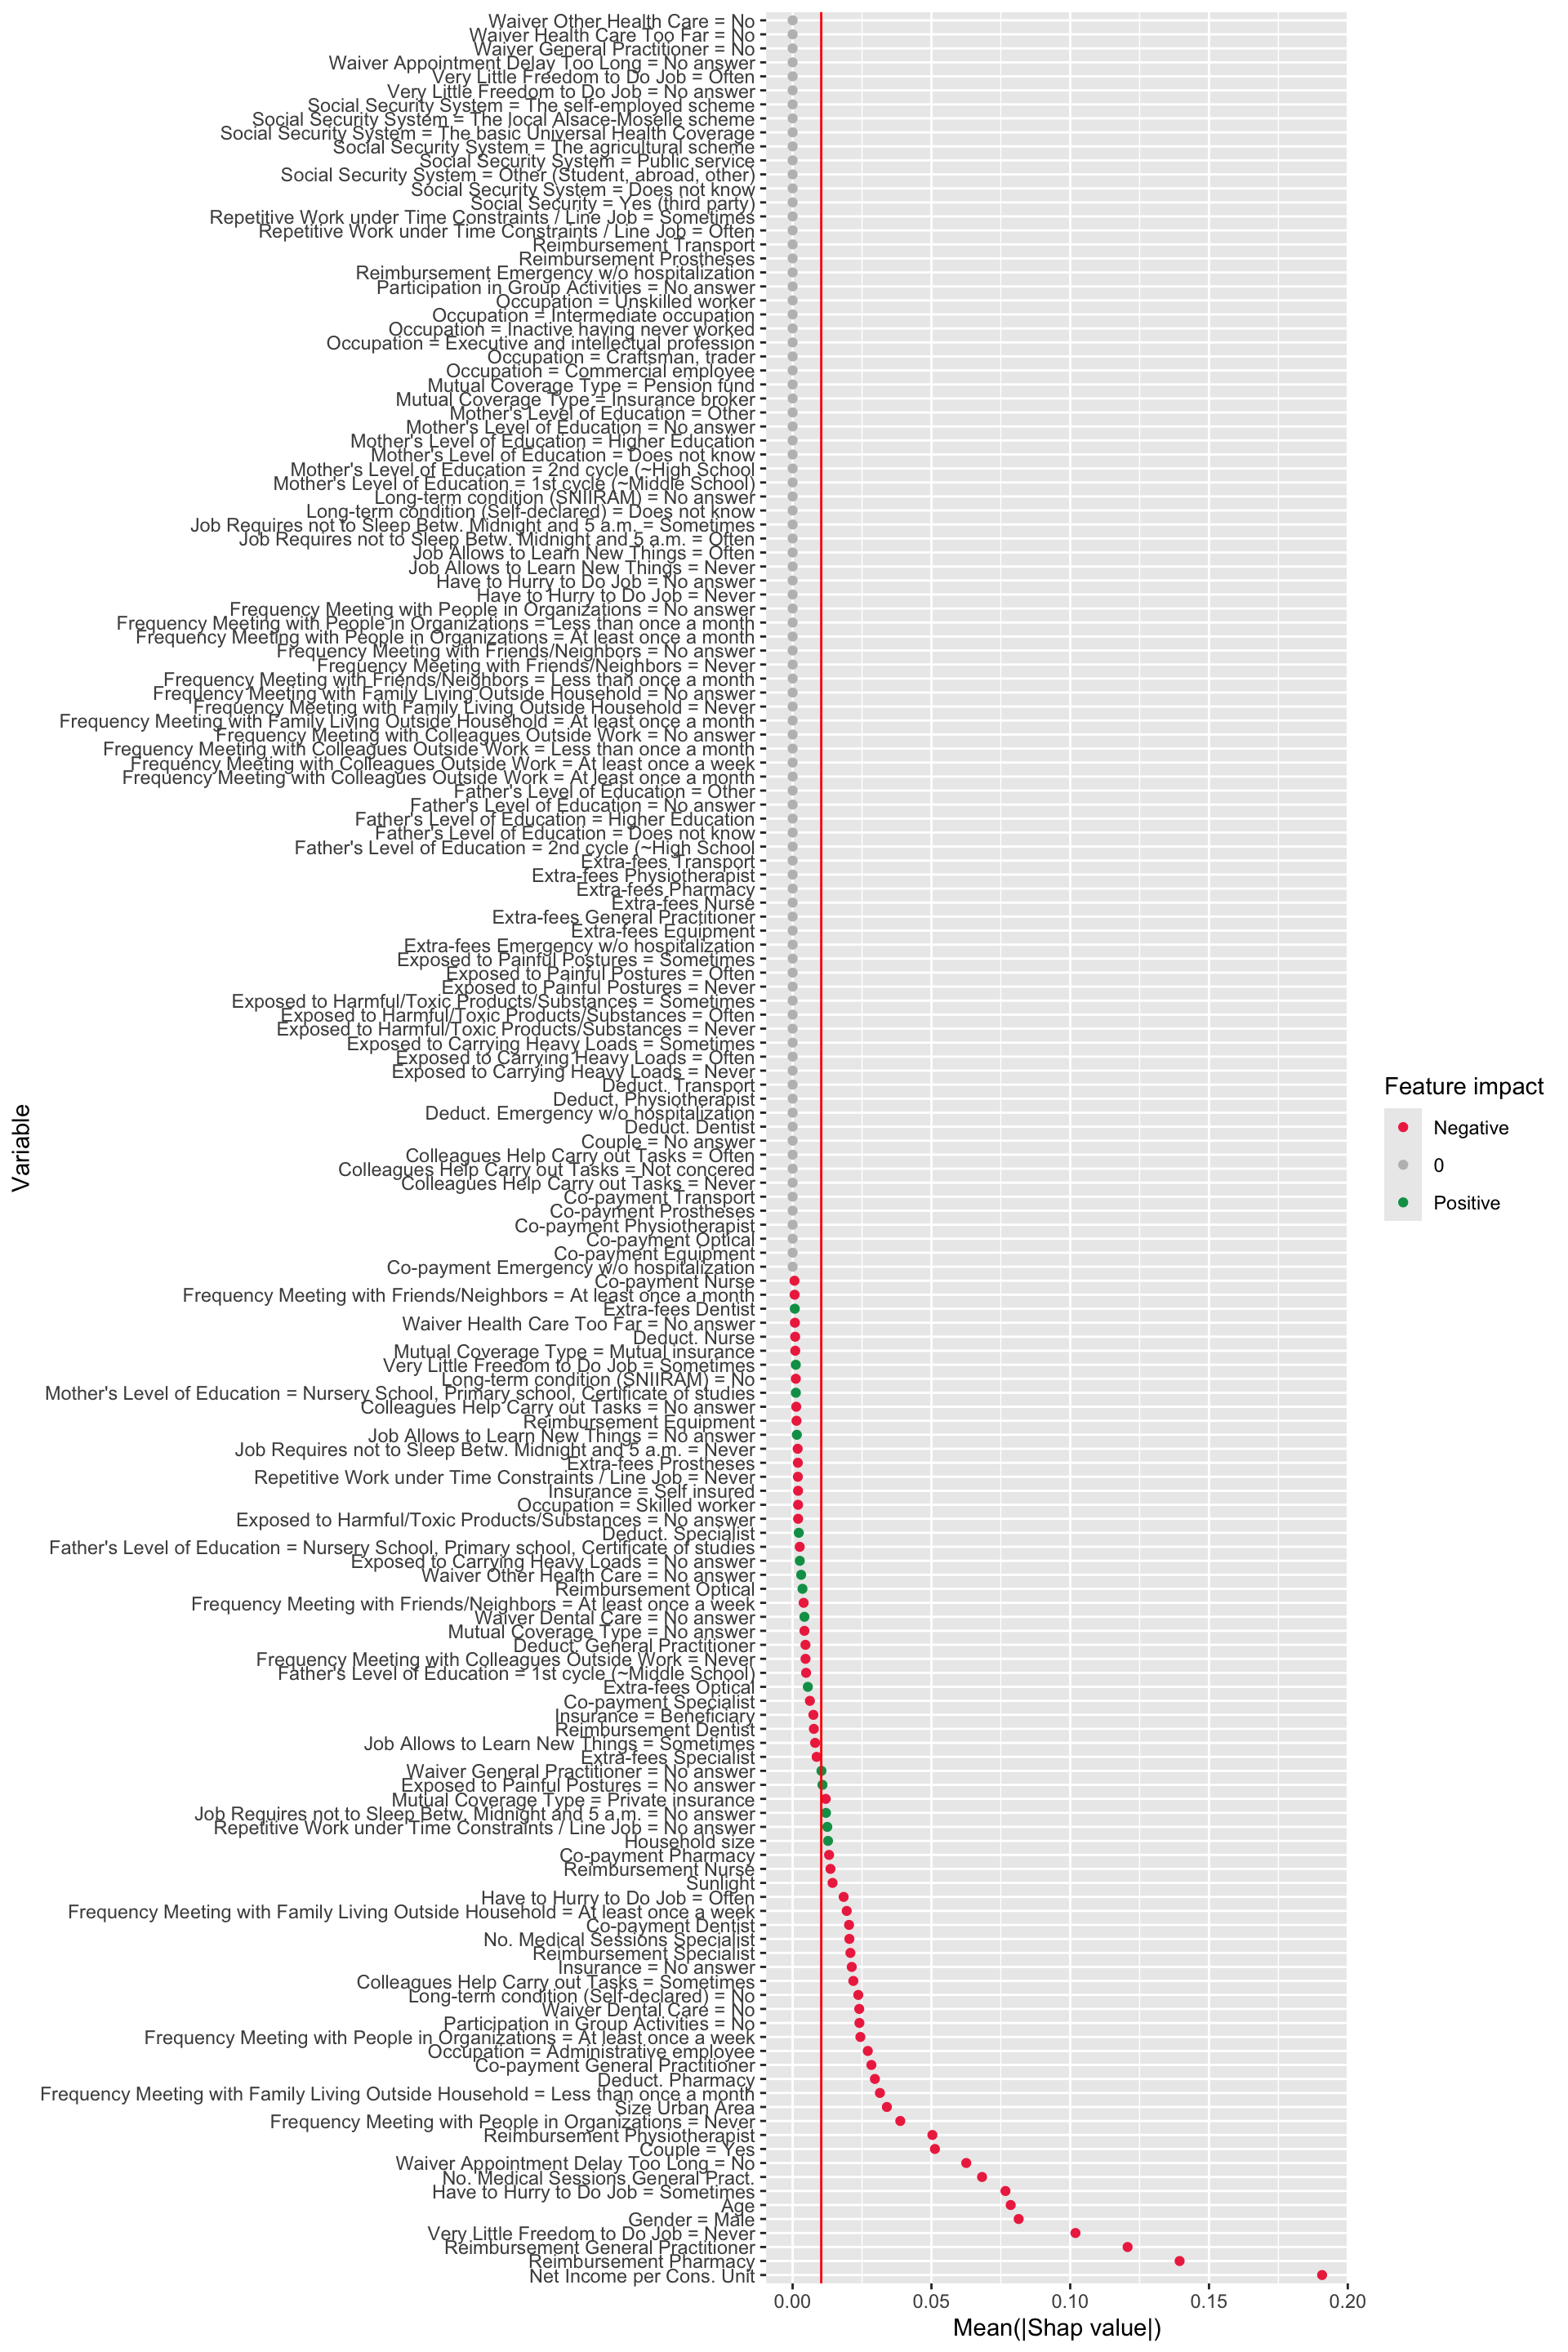 Waiver Other Health Care = No
Waiver Health Care Too Far = No
Waiver General Practitioner = No
Waiver Appointment Delay Too Long = No answer
Very Little Freedom to Do Job = Often
Very Little Freedom to Do Job = No answer
Social Security System = The self-employed scheme
Social Security System = The local Alsace-Moselle scheme
Social Security System = The basic Universal Health Coverage
Social Security System = The agricultural scheme
Social Security System = Public service
Social Security System = Other (Student, abroad, other)
Social Security System = Does not know
Social Security = Yes (third party)
Repetitive Work under Time Constraints / Line Job = Sometimes
Repetitive Work under Time Constraints / Line Job = Often
Reimbursement Transport
Reimbursement Prostheses
Reimbursement Emergency w/o hospitalization
Participation in Group Activities = No answer
Occupation = Unskilled worker
Occupation = Intermediate occupation
Occupation = Inactive having never worked
Occupation = Executive and intellectual profession
Occupation = Craftsman, trader
Occupation = Commercial employee
Mutual Coverage Type = Pension fund
Mutual Coverage Type = Insurance broker
Mother's Level of Education = Other
Mother's Level of Education = No answer
Mother's Level of Education = Higher Education
Mother's Level of Education = Does not know
Mother's Level of Education = 2nd cycle (~High School
Mother's Level of Education = 1st cycle (~Middle School)
Long-term condition (SNIIRAM) = No answer
Long-term condition (Self-declared) = Does not know
Job Requires not to Sleep Betw. Midnight and 5 a.m. = Sometimes
Job Requires not to Sleep Betw. Midnight and 5 a.m. = Often
Job Allows to Learn New Things = Often
Job Allows to Learn New Things = Never
Have to Hurry to Do Job = No answer
Have to Hurry to Do Job = Never
Frequency Meeting with People in Organizations = No answer
Frequency Meeting with People in Organizations = Less than once a month
Frequency Meeting with People in Organizations = At least once a month
Frequency Meeting with Friends/Neighbors = No answer
Frequency Meeting with Friends/Neighbors = Never
Frequency Meeting with Friends/Neighbors = Less than once a month
Frequency Meeting with Family Living Outside Household = No answer
Frequency Meeting with Family Living Outside Household = Never
Frequency Meeting with Family Living Outside Household = At least once a month
Frequency Meeting with Colleagues Outside Work = No answer
Frequency Meeting with Colleagues Outside Work = Less than once a month
Frequency Meeting with Colleagues Outside Work = At least once a week
Frequency Meeting with Colleagues Outside Work = At least once a month
Father's Level of Education = Other
Father's Level of Education = No answer
Father's Level of Education = Higher Education
Father's Level of Education = Does not know
Father's Level of Education = 2nd cycle (~High School
Extra-fees Transport
Extra-fees Physiotherapist
Extra-fees Pharmacy
Extra-fees Nurse
Extra-fees General Practitioner
Extra-fees Equipment
Extra-fees Emergency w/o hospitalization
Exposed to Painful Postures = Sometimes
Exposed to Painful Postures = Often
Exposed to Painful Postures = Never
Exposed to Harmful/Toxic Products/Substances = Sometimes
Exposed to Harmful/Toxic Products/Substances = Often
Exposed to Harmful/Toxic Products/Substances = Never
Exposed to Carrying Heavy Loads = Sometimes
Exposed to Carrying Heavy Loads = Often
Exposed to Carrying Heavy Loads = Never
Deduct. Transport
Deduct. Physiotherapist
Deduct. Emergency w/o hospitalization
Deduct. Dentist
Couple = No answer
Colleagues Help Carry out Tasks = Often
Colleagues Help Carry out Tasks = Not concered
Colleagues Help Carry out Tasks = Never
Co-payment Transport
Co-payment Prostheses
Co-payment Physiotherapist
Co-payment Optical
Co-payment Equipment
Co-payment Emergency w/o hospitalization
Co-payment Nurse
Frequency Meeting with Friends/Neighbors = At least once a month
Extra-fees Dentist
Waiver Health Care Too Far = No answer
Deduct. Nurse
Mutual Coverage Type = Mutual insurance
Very Little Freedom to Do Job = Sometimes
Long-term condition (SNIIRAM) = No
Mother's Level of Education = Nursery School, Primary school, Certificate of studies
Colleagues Help Carry out Tasks = No answer
Reimbursement Equipment
Job Allows to Learn New Things = No answer
Job Requires not to Sleep Betw. Midnight and 5 a.m. = Never
Extra-fees Prostheses
Repetitive Work under Time Constraints / Line Job = Never
Insurance = Self insured
Occupation = Skilled worker
Exposed to Harmful/Toxic Products/Substances = No answer
Deduct. Specialist
Father's Level of Education = Nursery School, Primary school, Certificate of studies
Exposed to Carrying Heavy Loads = No answer
Waiver Other Health Care = No answer
Reimbursement Optical
Frequency Meeting with Friends/Neighbors = At least once a week
Waiver Dental Care = No answer
Mutual Coverage Type = No answer
Deduct. General Practitioner
Frequency Meeting with Colleagues Outside Work = Never
Father's Level of Education = 1st cycle (~Middle School)
Extra-fees Optical
Co-payment Specialist
Insurance = Beneficiary
Reimbursement Dentist
Job Allows to Learn New Things = Sometimes
Extra-fees Specialist
Waiver General Practitioner = No answer
Exposed to Painful Postures = No answer
Mutual Coverage Type = Private insurance
Job Requires not to Sleep Betw. Midnight and 5 a.m. = No answer
Repetitive Work under Time Constraints / Line Job = No answer
Household size
Co-payment Pharmacy
Reimbursement Nurse
Sunlight
Have to Hurry to Do Job = Often
Frequency Meeting with Family Living Outside Household = At least once a week
Co-payment Dentist
No. Medical Sessions Specialist
Reimbursement Specialist
Insurance = No answer
Colleagues Help Carry out Tasks = Sometimes
Long-term condition (Self-declared) = No
Waiver Dental Care = No
Participation in Group Activities = No
Frequency Meeting with People in Organizations = At least once a week
Occupation = Administrative employee
Co-payment General Practitioner
Deduct. Pharmacy
Frequency Meeting with Family Living Outside Household = Less than once a month
Size Urban Area
Frequency Meeting with People in Organizations = Never
Reimbursement Physiotherapist
Couple = Yes
Waiver Appointment Delay Too Long = No
No. Medical Sessions General Pract.
Have to Hurry to Do Job = Sometimes
Age
Gender = Male
Very Little Freedom to Do Job = Never
Reimbursement General Practitioner
Reimbursement Pharmacy
Net Income per Cons. Unit
0.00 0.05 0.10 0.15 0.20
Mean(|Shap value|)
Variable
Feature impact
Negative
0
Positive